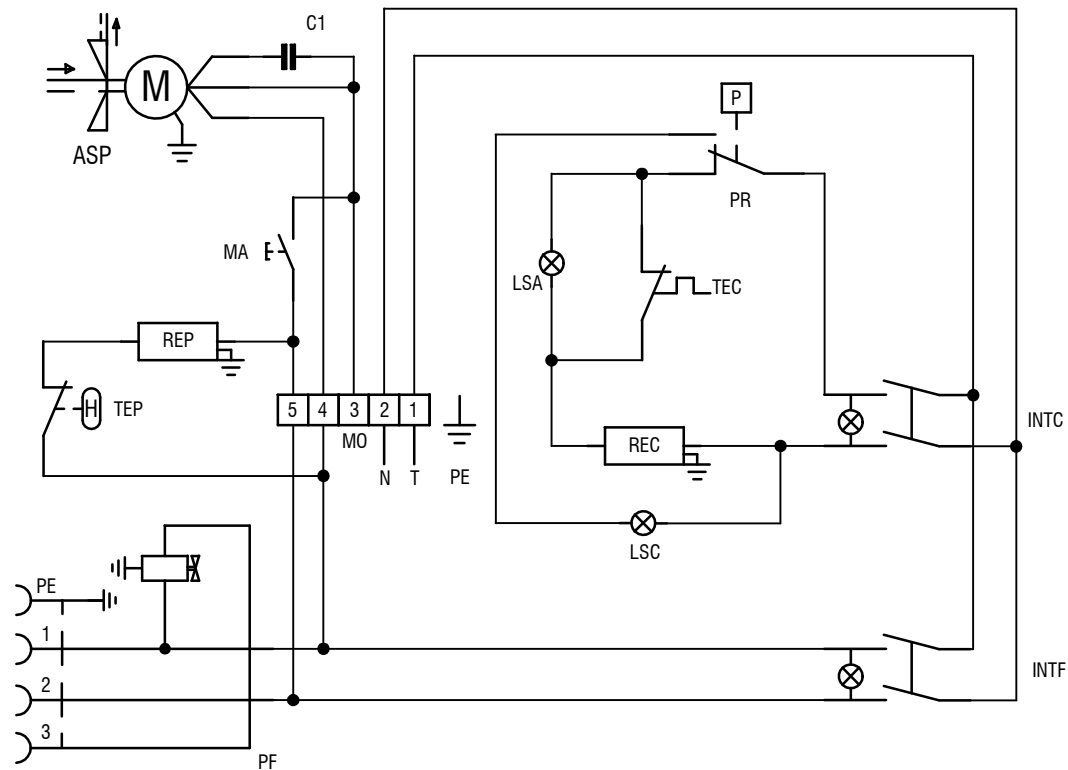 C1
M
P
ASP
PR
MA
LSA
TEC
REP
H TEP
5 4 3 2 1
INTC
MO
REC
N T PE
LSC
PE
1
INTF
2
3
PF